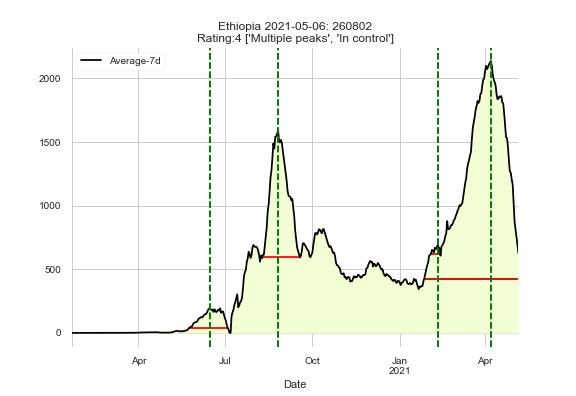 Ethiopia 2021-05-06: 260802
Rating:4 ['Multiple peaks', 'In control']
Average-7d
2000
1500
1000
500
0
Apr
Jul
Oct
Jan
2021
Apr
Date